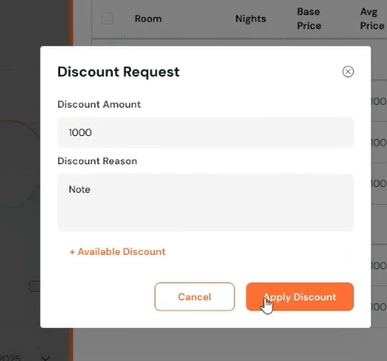 Room
Nights
Base
Price
Avg
Price
Discount Request
Discount Amount
1000
Discount Reason
Note
+ Available Discount
Cancel
Apply Discount
2025